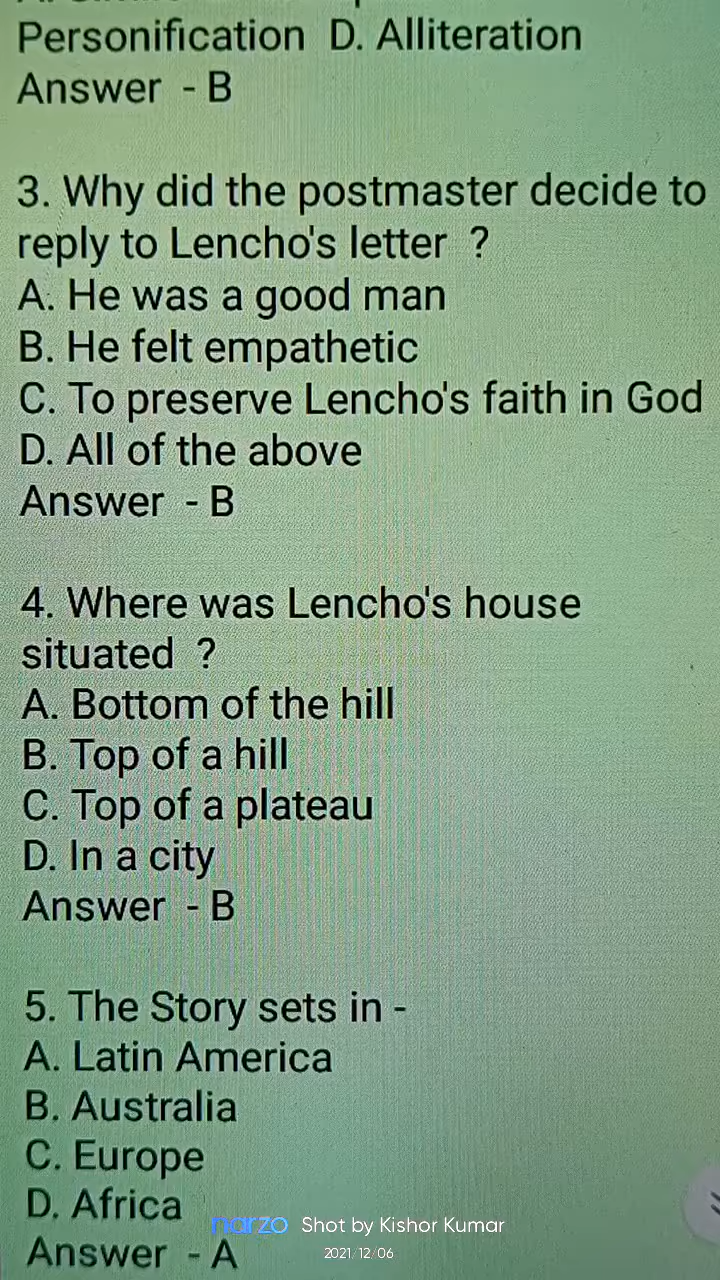 Personification D. Alliteration
Answer - B
3. Why did the postmaster decide to
reply to Lencho's letter ?
A. He was a good man
B. He felt empathetic
C. To preserve Lencho's faith in God
D. All of the above
Answer - B
4. Where was Lencho's house
situated ?
A. Bottom of the hill
B. Top of a hill
C. Top of a plateau
D. In a city
Answer - B
5. The Story sets in -
A. Latin America
B. Australia
C. Europe
D. Africa
narzo Shot by Kishor Kumar
2021/12/06
Answer - A